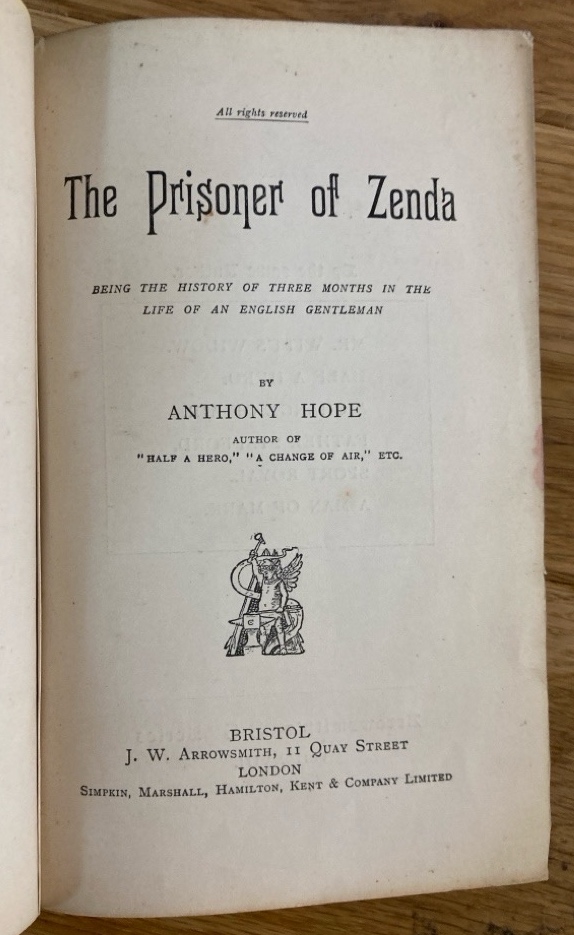 All rights reserved
The Prisoner of Zenda
BEING THE HISTORY OF THREE MONTHS IN THE
LIFE OF AN ENGLISH GENTLEMAN
BY
ANTHONY HOPE
AUTHOR OF
"HALF A HERO," "A CHANGE OF AIR," ETC.
BRISTOL
J. W. ARROWSMITH, 11 QUAY STREET
LONDON
SIMPKIN, MARSHALL, HAMILTON, KENT & COMPANY LIMITED